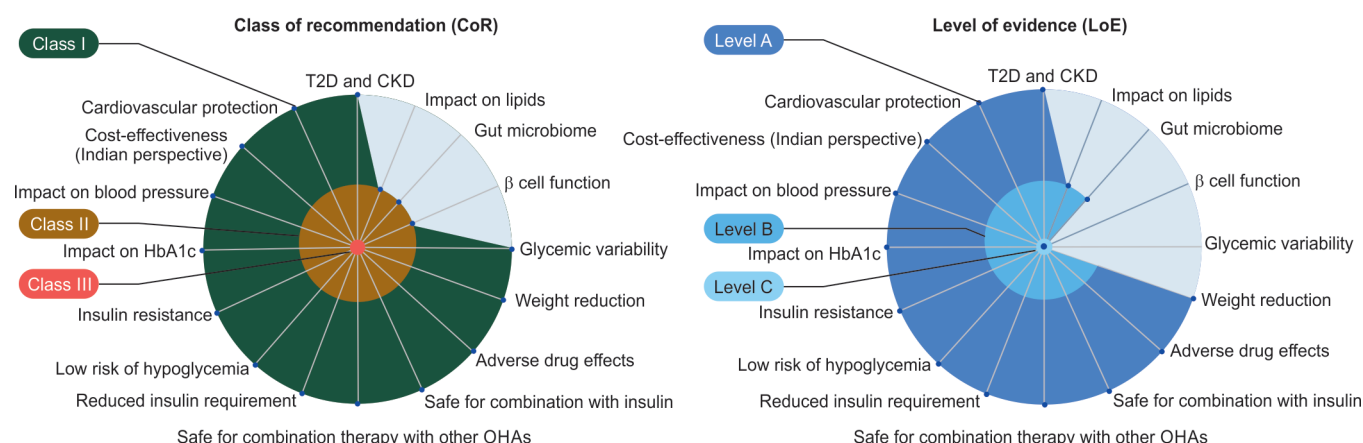 Class of recommendation (CoR)
Class I
T2D and CKD
Cardiovascular protection
Impact on lipids
Cost-effectiveness
(Indian perspective)
Gut microbiome
Impact on blood pressure
β cell function
Class II
Impact on HbA1c
Glycemic variability
Class III
Weight reduction
Insulin resistance
Adverse drug effects
Low risk of hypoglycemia
Reduced insulin requirement
Safe for combination with insulin
Safe for combination therapy with other OHAs
Level of evidence (LoE)
Level A
T2D and CKD
Cardiovascular protection
Impact on lipids
Cost-effectiveness (Indian perspective)
Gut microbiome
Impact on blood pressure
β cell function
Level B
Impact on HbA1c
Glycemic variability
Level C
Weight reduction
Insulin resistance
Adverse drug effects
Low risk of hypoglycemia
Reduced insulin requirement
Safe for combination with insulin
Safe for combination therapy with other OHAs